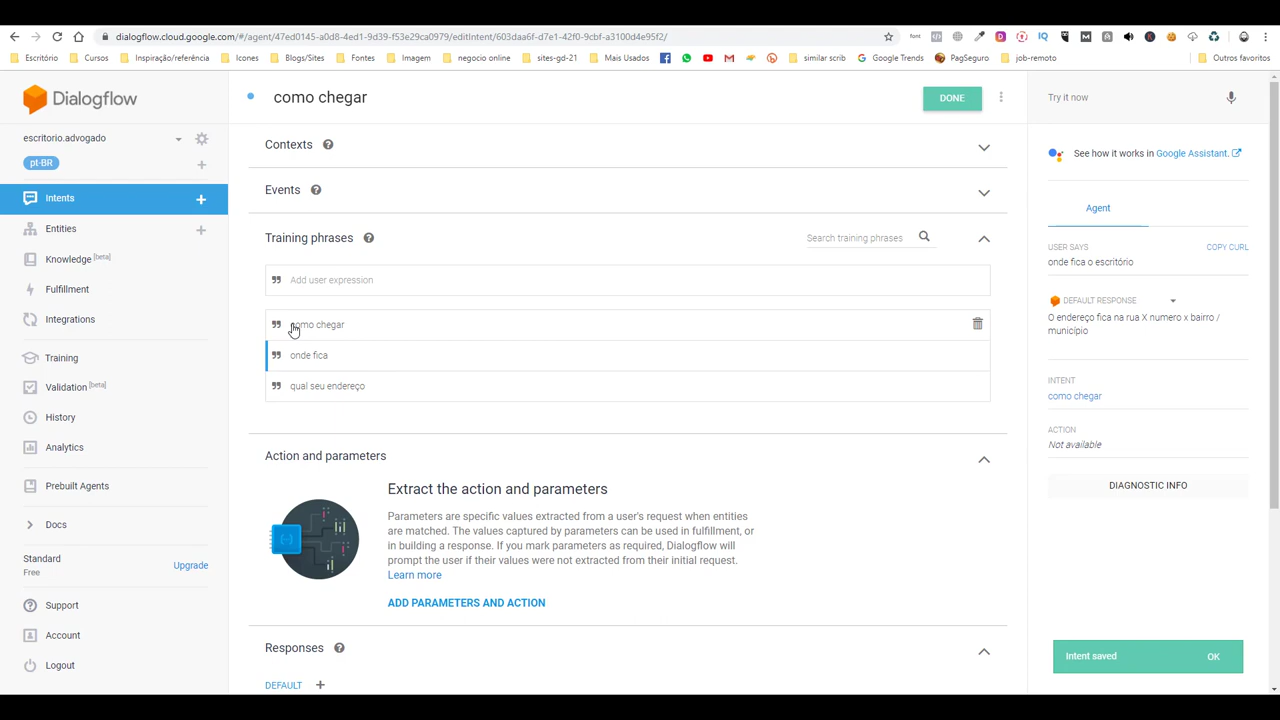 dialogflow.cloud.google.com/#/agent/47ed0145-a0d8-4ed1-9d39-f53e29ca0979/editIntent/603daa6f-d7e1-42f0-9cbf-a3100d4e95f2/
Escritório
Cursos
Inspiração/referência
Icones
Blogs/Sites
Fontes
Imagem
negocio online
sites-gd-21
Mais Usados
similar scrib
Google Trends
PagSeguro
job-remoto
Outros favoritos
Dialogflow
escritorio.advogado
pt-BR
Intents
Entities
Knowledge [beta]
Fulfillment
Integrations
Training
Validation [beta]
History
Analytics
Prebuilt Agents
Docs
Standard
Free
Upgrade
Support
Account
Logout
como chegar
DONE
Contexts
Events
Training phrases
Search training phrases
Add user expression
como chegar
onde fica
qual seu endereço
Action and parameters
Extract the action and parameters
Parameters are specific values extracted from a user's request when entities
are matched. The values captured by parameters can be used in fulfillment, or
in building a response. If you mark parameters as required, Dialogflow will
prompt the user if their values were not extracted from their initial request.
Learn more
ADD PARAMETERS AND ACTION
Responses
DEFAULT
Try it now
See how it works in Google Assistant.
Agent
USER SAYS
COPY CURL
onde fica o escritório
DEFAULT RESPONSE
O endereço fica na rua X numero x bairro /
município
INTENT
como chegar
ACTION
Not available
DIAGNOSTIC INFO
Intent saved
OK